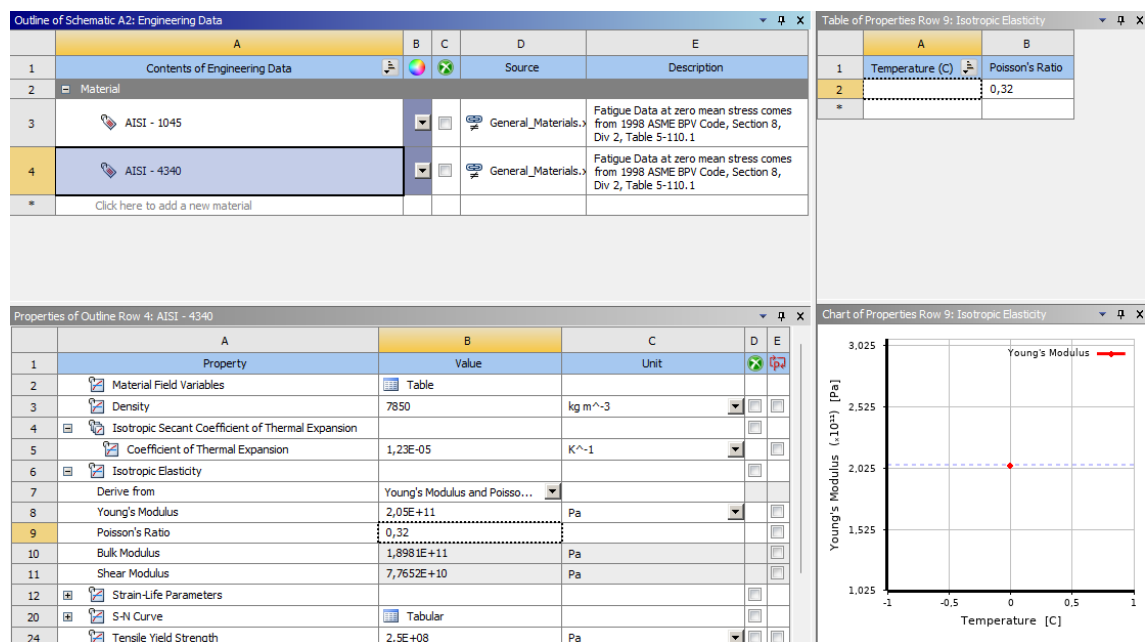 Outline of Schematic A2: Engineering Data
A B C D E
1 Contents of Engineering Data Source Description
2 Material
3 AISI - 1045 General_Materials.x Fatigue Data at zero mean stress comes
from 1998 ASME BPV Code, Section 8,
Div 2, Table 5-110.1
4 AISI - 4340 General_Materials.x Fatigue Data at zero mean stress comes
from 1998 ASME BPV Code, Section 8,
Div 2, Table 5-110.1
* Click here to add a new material
Table of Properties Row 9: Isotropic Elasticity
A B
1 Temperature (C) Poisson's Ratio
2 0,32
*
Properties of Outline Row 4: AISI - 4340
A B C D E
1 Property Value Unit
2 Material Field Variables Table
3 Density 7850 kg m^-3
4 Isotropic Secant Coefficient of Thermal Expansion
5 Coefficient of Thermal Expansion 1,23E-05 K^-1
6 Isotropic Elasticity
7 Derive from Young's Modulus and Poisso...
8 Young's Modulus 2,05E+11 Pa
9 Poisson's Ratio 0,32
10 Bulk Modulus 1,8981E+11 Pa
11 Shear Modulus 7,7652E+10 Pa
12 Strain-Life Parameters
20 S-N Curve Tabular
24 Tensile Yield Strength 2,5E+08 Pa
Chart of Properties Row 9: Isotropic Elasticity
Young's Modulus
Young's Modulus (x10¹¹) [Pa]
3,025
2,525
2,025
1,525
1,025
-1 -0,5 0 0,5 1
Temperature [C]